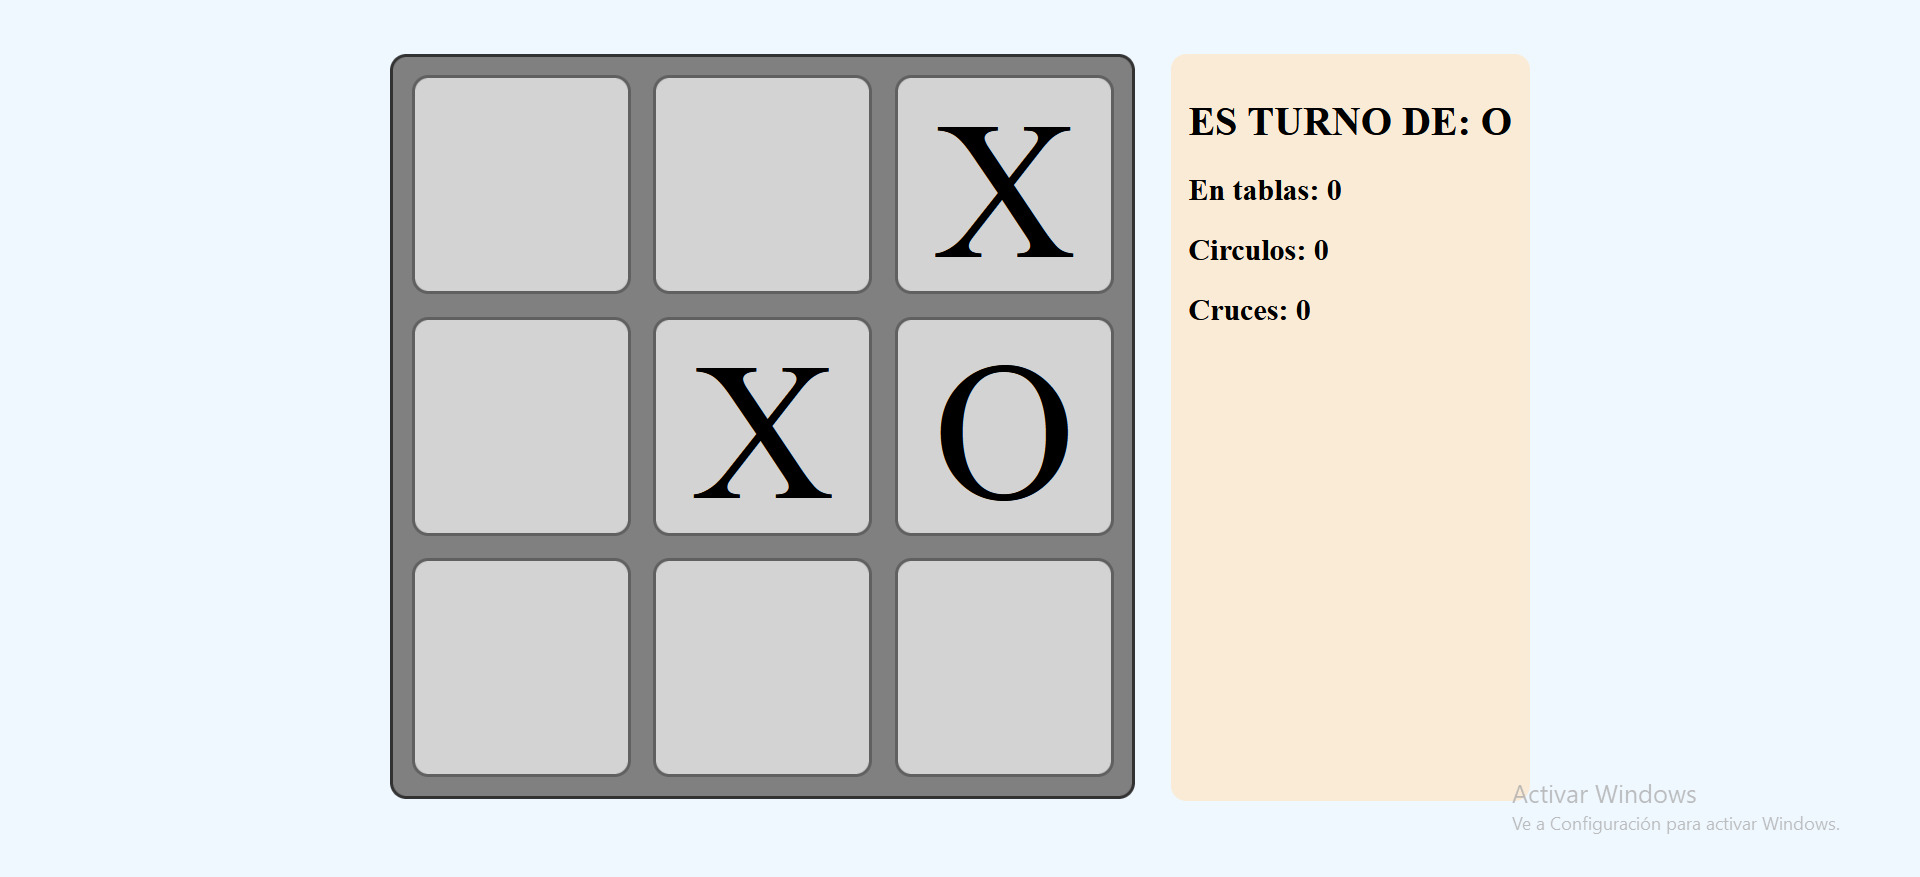 X
X O
ES TURNO DE: O
En tablas: 0
Circulos: 0
Cruces: 0
Activar Windows
Ve a Configuración para activar Windows.